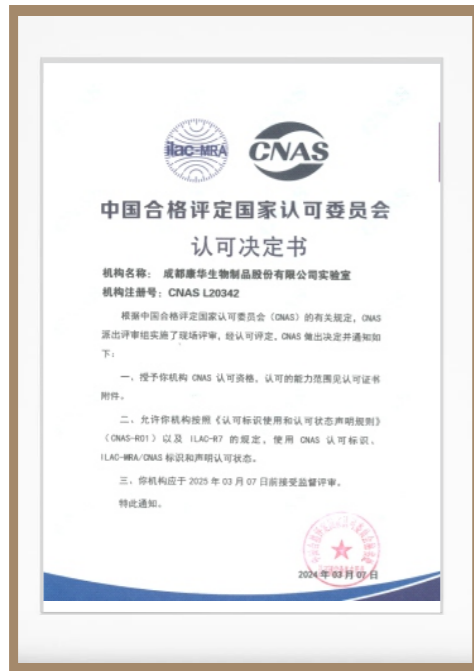 ilac-MRA
CNAS
中国合格评定国家认可委员会
认可决定书
机构名称: 成都康华生物制品股份有限公司实验室
机构注册号: CNAS L20342
根据中国合格评定国家认可委员会(CNAS)的有关规定, CNAS
派出评审组实施了现场评审, 经认可评定, CNAS 做出决定并通知如
下:
一、授予你机构 CNAS 认可资格, 认可的能力范围见认可证书
附件。
二、允许你机构按照《认可标识使用和认可状态声明规则》
(CNAS-R01) 以及 ILAC-R7 的规定, 使用 CNAS 认可标识、
ILAC-MRA/CNAS 标识和声明认可状态。
三、你机构应于 2025 年 03 月 07 日前接受监督评审。
特此通知。
2024 年 03 月 07 日